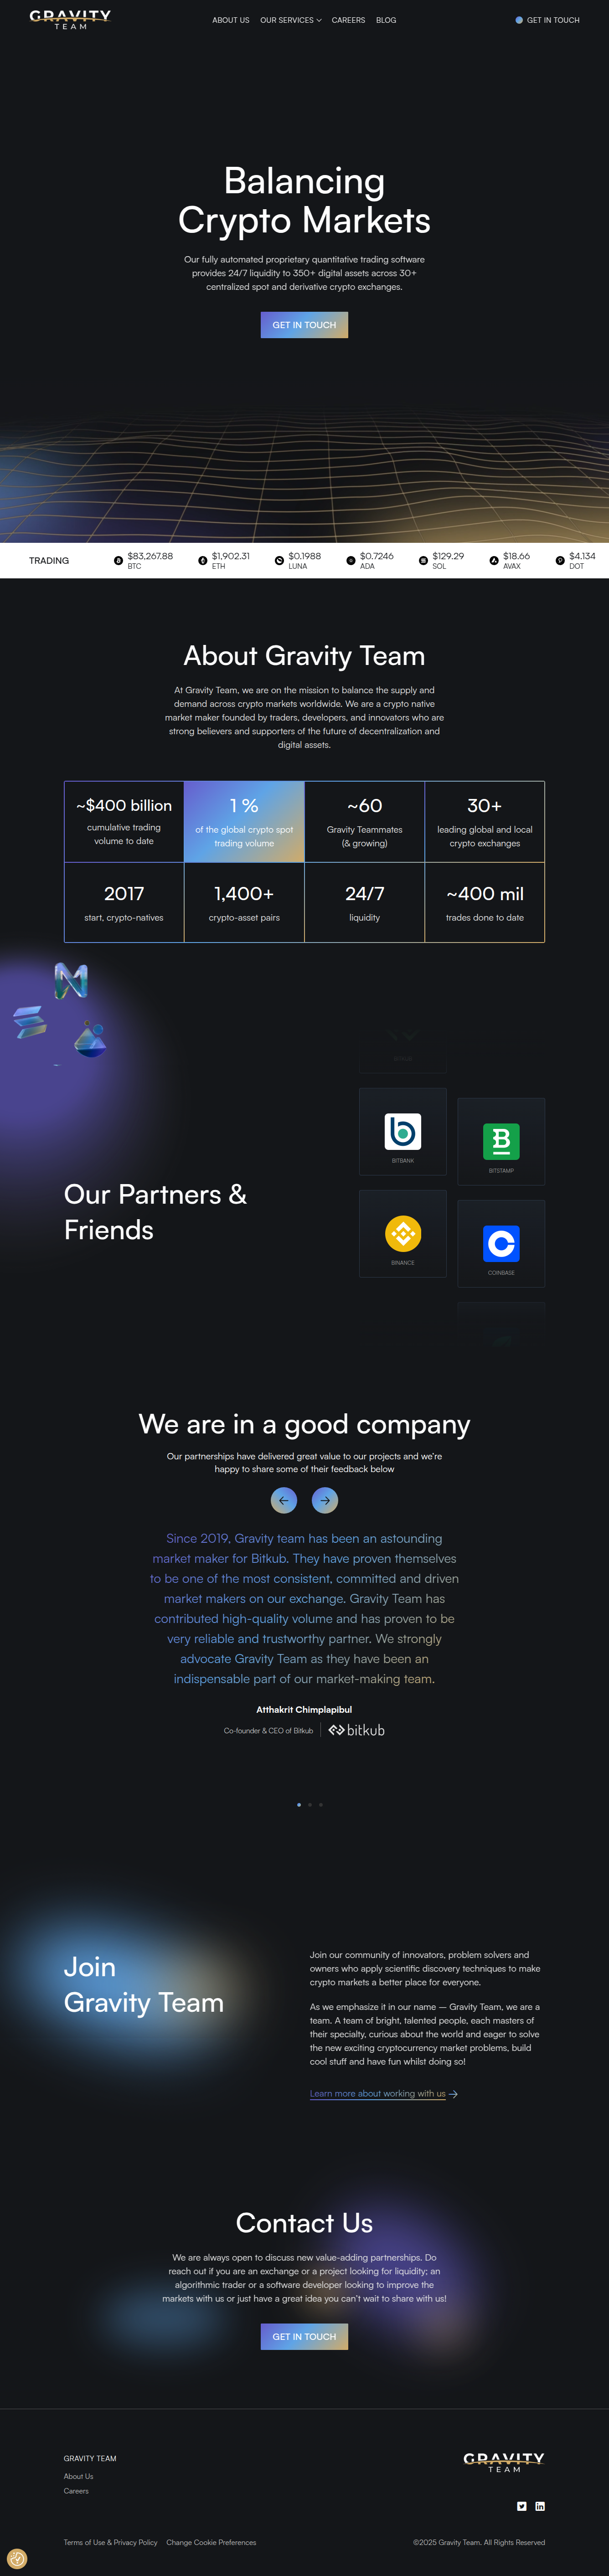 GRAVITY
TEAM
ABOUT US
OUR SERVICES
CAREERS
BLOG
GET IN TOUCH
Balancing
Crypto Markets
Our fully automated proprietary quantitative trading software
provides 24/7 liquidity to 350+ digital assets across 30+
centralized spot and derivative crypto exchanges.
GET IN TOUCH
TRADING
$83,267.88
BTC
$1,902.31
ETH
$0.1988
LUNA
$0.7246
ADA
$129.29
SOL
$18.66
AVAX
$4.134
DOT
About Gravity Team
At Gravity Team, we are on the mission to balance the supply and
demand across crypto markets worldwide. We are a crypto native
market maker founded by traders, developers, and innovators who are
strong believers and supporters of the future of decentralization and
digital assets.
~$400 billion
cumulative trading
volume to date
1 %
of the global crypto spot
trading volume
~60
Gravity Teammates
(& growing)
30+
leading global and local
crypto exchanges
2017
start, crypto-natives
1,400+
crypto-asset pairs
24/7
liquidity
~400 mil
trades done to date
Our Partners &
Friends
BITBANK
BITSTAMP
BINANCE
COINBASE
We are in a good company
Our partnerships have delivered great value to our projects and we're
happy to share some of their feedback below
Since 2019, Gravity team has been an astounding
market maker for Bitkub. They have proven themselves
to be one of the most consistent, committed and driven
market makers on our exchange. Gravity Team has
contributed high-quality volume and has proven to be
very reliable and trustworthy partner. We strongly
advocate Gravity Team as they have been an
indispensable part of our market-making team.
Atthakrit Chimplapibul
Co-founder & CEO of Bitkub
bitkub
Join
Gravity Team
Join our community of innovators, problem solvers and
owners who apply scientific discovery techniques to make
crypto markets a better place for everyone.
As we emphasize it in our name — Gravity Team, we are a
team. A team of bright, talented people, each masters of
their specialty, curious about the world and eager to solve
the new exciting cryptocurrency market problems, build
cool stuff and have fun whilst doing so!
Learn more about working with us
Contact Us
We are always open to discuss new value-adding partnerships. Do
reach out if you are an exchange or a project looking for liquidity; an
algorithmic trader or a software developer looking to improve the
markets with us or just have a great idea you can't wait to share with us!
GET IN TOUCH
GRAVITY TEAM
About Us
Careers
GRAVITY
TEAM
Terms of Use & Privacy Policy
Change Cookie Preferences
©2025 Gravity Team. All Rights Reserved